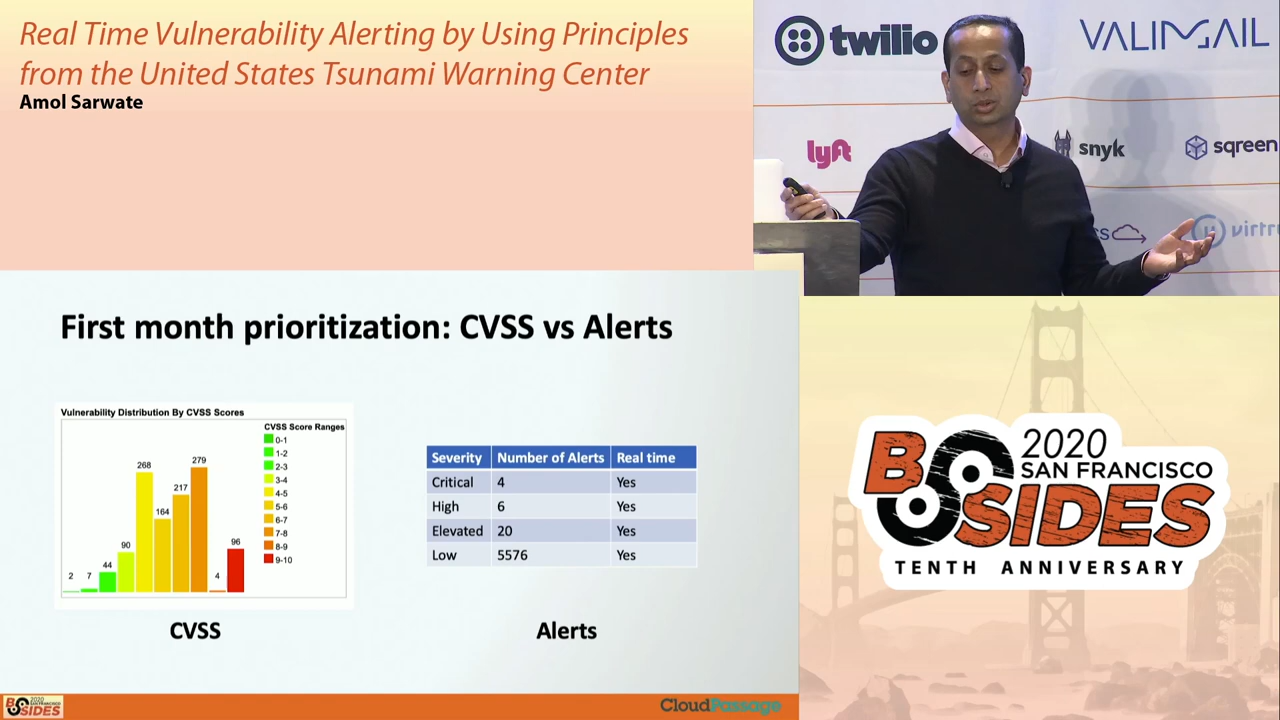 Real Time Vulnerability Alerting by Using Principles
from the United States Tsunami Warning Center
Amol Sarwate
twilio
VALIMAIL
lyft
snyk
sqreen
First month prioritization: CVSS vs Alerts
Vulnerability Distribution By CVSS Scores
CVSS Score Ranges
0-1
1-2
2-3
3-4
4-5
5-6
6-7
7-8
8-9
9-10
2
7
44
90
268
164
217
279
4
96
CVSS
Severity Number of Alerts Real time
Critical 4 Yes
High 6 Yes
Elevated 20 Yes
Low 5576 Yes
Alerts
2020
SAN FRANCISCO
BSIDES
TENTH ANNIVERSARY
2020
SAN FRANCISCO
BSIDES
CloudPassage